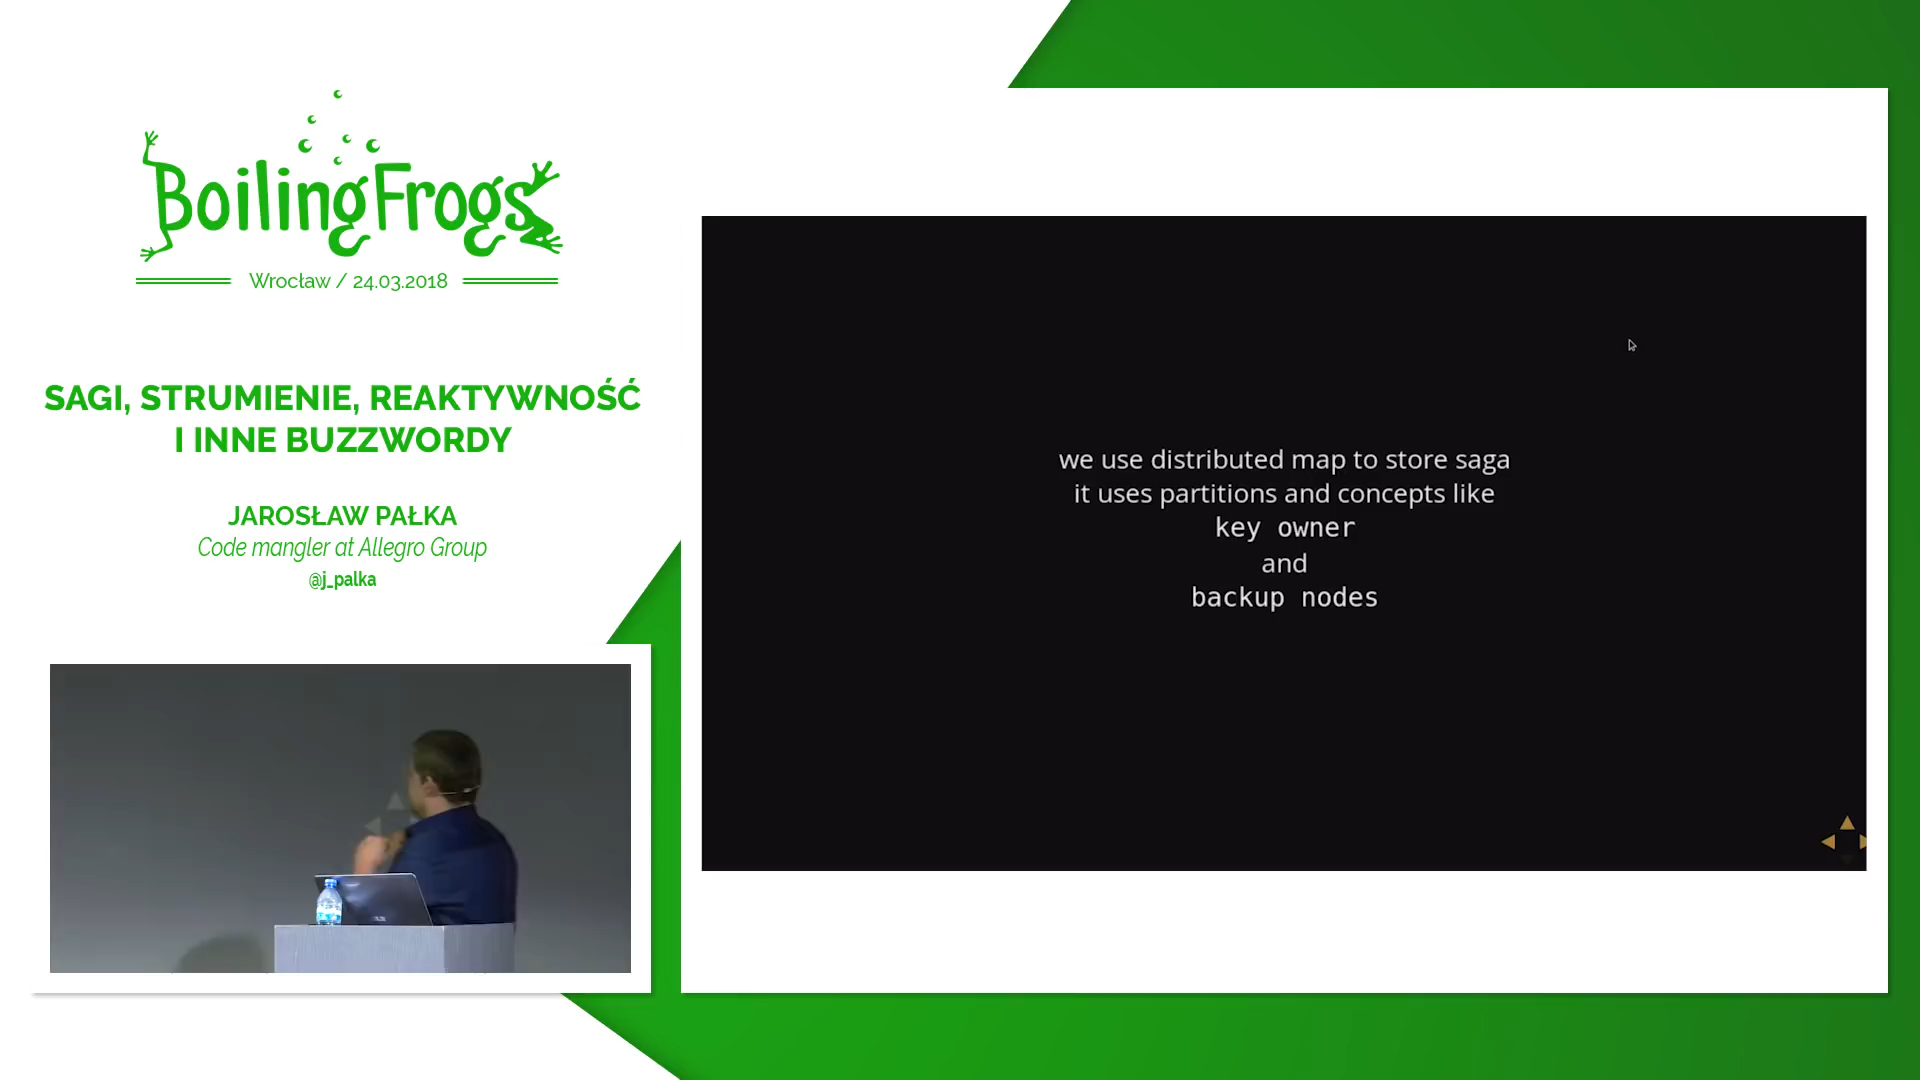 BoilingFrogs
Wrocław / 24.03.2018
SAGI, STRUMIENIE, REAKTYWNOŚĆ
I INNE BUZZWORDY
JAROSŁAW PAŁKA
Code mangler at Allegro Group
@j_palka
we use distributed map to store saga
it uses partitions and concepts like
key owner
and
backup nodes